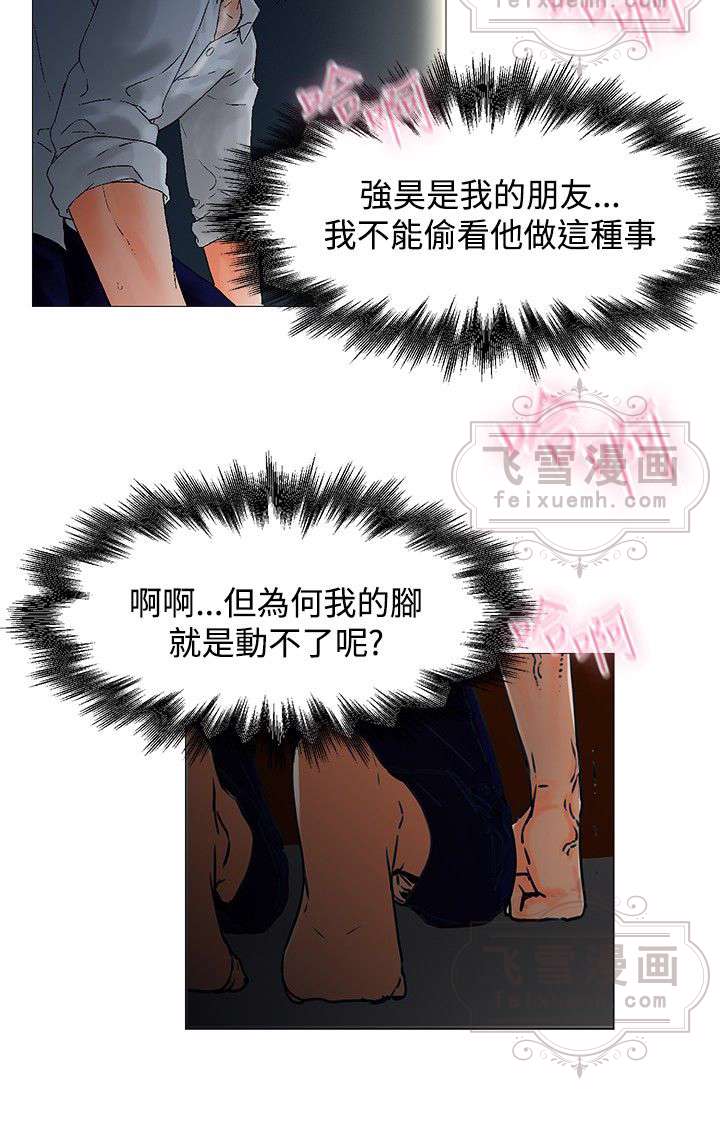 feixuemh.com
哈啊
強昊是我的朋友...
我不能偷看他做這種事
哈啊
飞雪漫画
feixuemh.com
啊啊...但為何我的腳
就是動不了呢?
哈啊
飞雪漫画
feixuemh.com